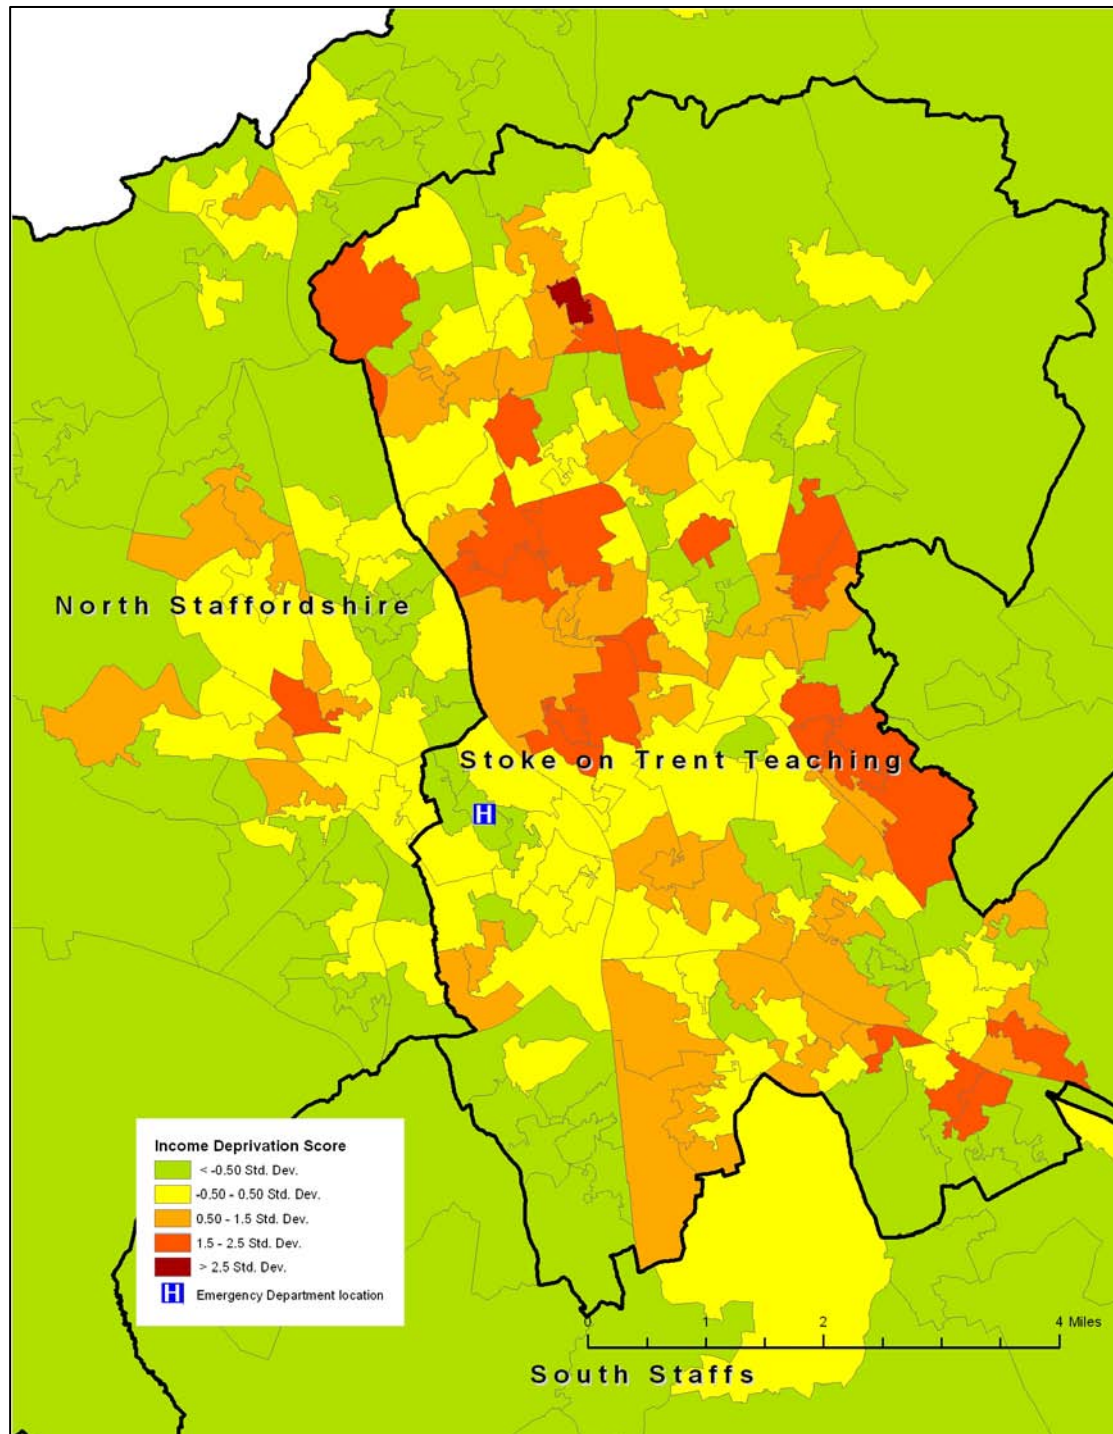 North Staffordshire
Stoke on Trent Teaching
H
Income Deprivation Score
< -0.50 Std. Dev.
-0.50 - 0.50 Std. Dev.
0.50 - 1.5 Std. Dev.
1.5 - 2.5 Std. Dev.
> 2.5 Std. Dev.
H Emergency Department location
0 1 2 4 Miles
South Staffs